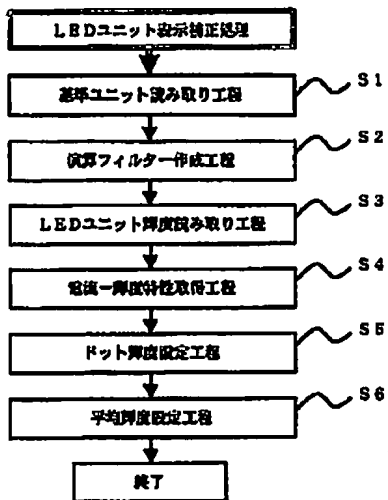 LEDユニット表示補正処理
基準ユニット読み取り工程
S1
演算フィルター作成工程
S2
LEDユニット輝度読み取り工程
S3
電流ー輝度特性取得工程
S4
ドット輝度設定工程
S5
平均輝度設定工程
S6
終了